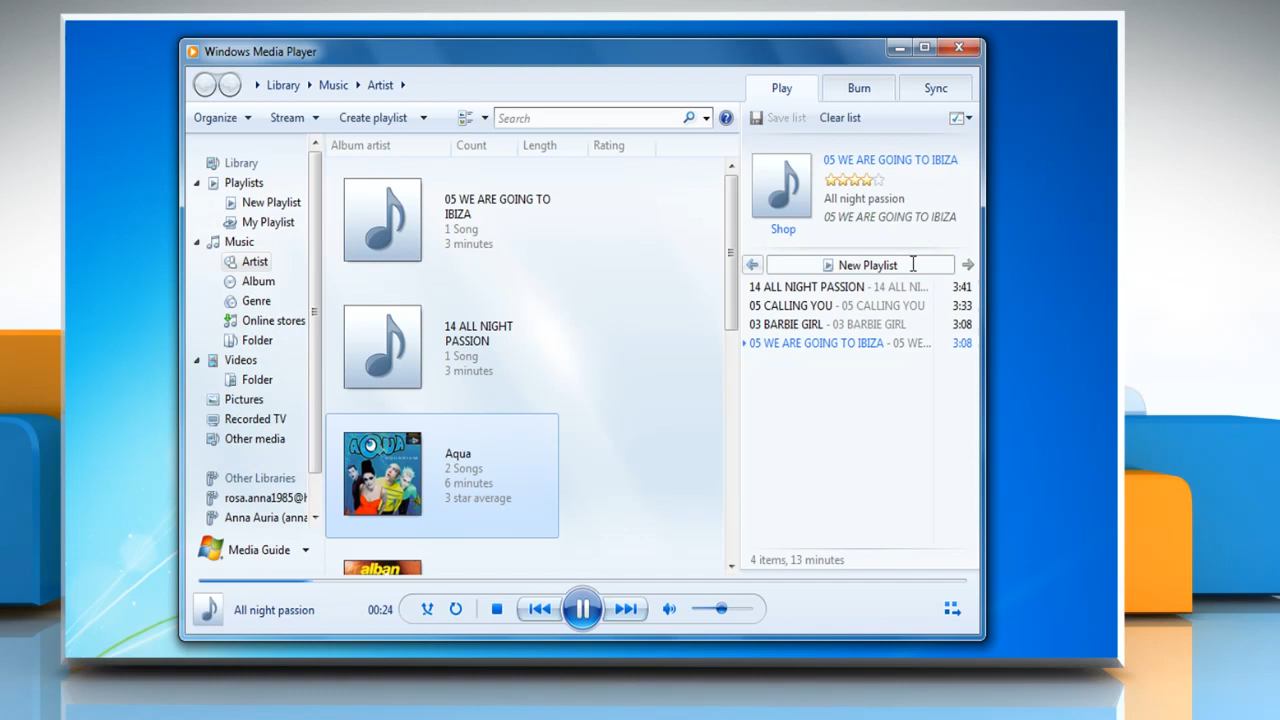 Windows Media Player
Library Music Artist
Play Burn Sync
Organize Stream Create playlist Search
Save list Clear list
Album artist Count Length Rating
Library
Playlists
New Playlist
My Playlist
Music
Artist
Album
Genre
Online stores
Folder
Videos
Folder
Pictures
Recorded TV
Other media
Other Libraries
rosa.anna1985@h
Anna Auria (anna
Media Guide
05 WE ARE GOING TO
IBIZA
1 Song
3 minutes
14 ALL NIGHT
PASSION
1 Song
3 minutes
AQUA
Aqua
2 Songs
6 minutes
3 star average
alban
05 WE ARE GOING TO IBIZA
All night passion
05 WE ARE GOING TO IBIZA
Shop
New Playlist
14 ALL NIGHT PASSION - 14 ALL NI... 3:41
05 CALLING YOU - 05 CALLING YOU 3:33
03 BARBIE GIRL - 03 BARBIE GIRL 3:08
05 WE ARE GOING TO IBIZA - 05 WE... 3:08
4 items, 13 minutes
All night passion 00:24